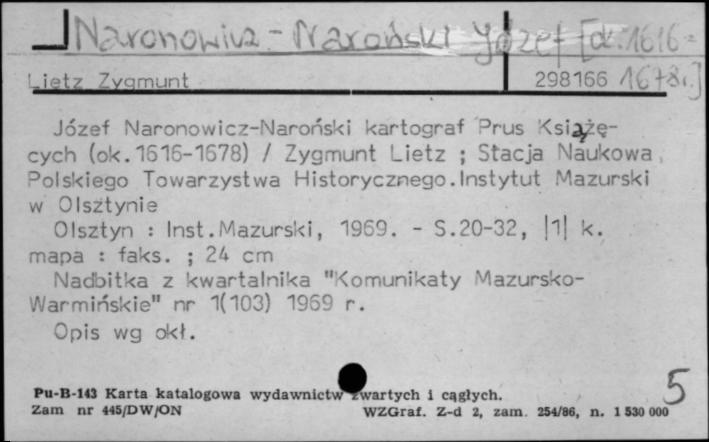 Naronowicz-Naroński Józef [ok. 1616-
Lietz Zygmunt 298166 1678r.]
Józef Naronowicz-Naroński kartograf Prus Książę-
cych (ok.1616-1678) / Zygmunt Lietz ; Stacja Naukowa
Polskiego Towarzystwa Historycznego.Instytut Mazurski
w Olsztynie
Olsztyn : Inst.Mazurski, 1969. - S.20-32, |1| k.
mapa : faks. ; 24 cm
Nadbitka z kwartalnika "Komunikaty Mazursko-
Warmińskie" nr 1(103) 1969 r.
Opis wg okł.
5
Pu-B-143 Karta katalogowa wydawnictw zwartych i cągłych.
Zam nr 445/DW/ON WZGraf. Z-d 2, zam. 254/86, n. 1 530 000